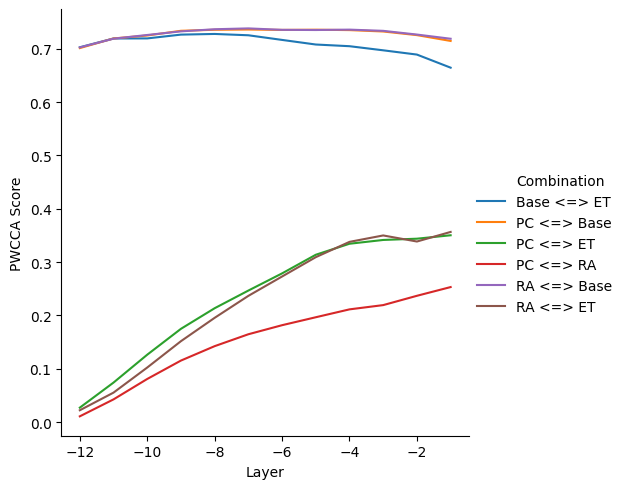 0.7
0.6
0.5
0.4
0.3
0.2
0.1
0.0
PWCCA Score
−12
−10
−8
−6
−4
−2
Layer
Combination
Base <=> ET
PC <=> Base
PC <=> ET
PC <=> RA
RA <=> Base
RA <=> ET